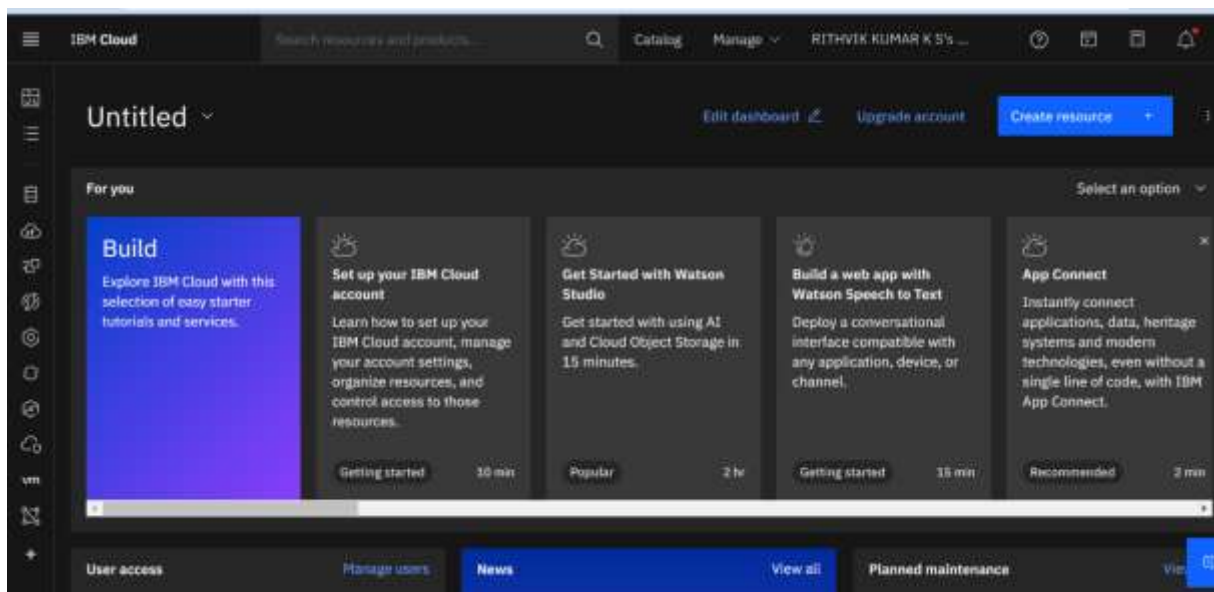 IBM Cloud
Search resources and products...
Catalog
Manage
RITHVIK KUMAR K S's ...
Untitled
Edit dashboard
Upgrade account
Create resource +
For you
Select an option
Build
Explore IBM Cloud with this
selection of easy starter
tutorials and services.
Set up your IBM Cloud
account
Learn how to set up your
IBM Cloud account, manage
your account settings,
organize resources, and
control access to those
resources.
Getting started
10 min
Get Started with Watson
Studio
Get started with using AI
and Cloud Object Storage in
15 minutes.
Popular
2 hr
Build a web app with
Watson Speech to Text
Deploy a conversational
interface compatible with
any application, device, or
channel.
Getting started
15 min
App Connect
Instantly connect
applications, data, heritage
systems and modern
technologies, even without a
single line of code, with IBM
App Connect.
Recommended
2 min
vm
User access
Manage users
News
View all
Planned maintenance